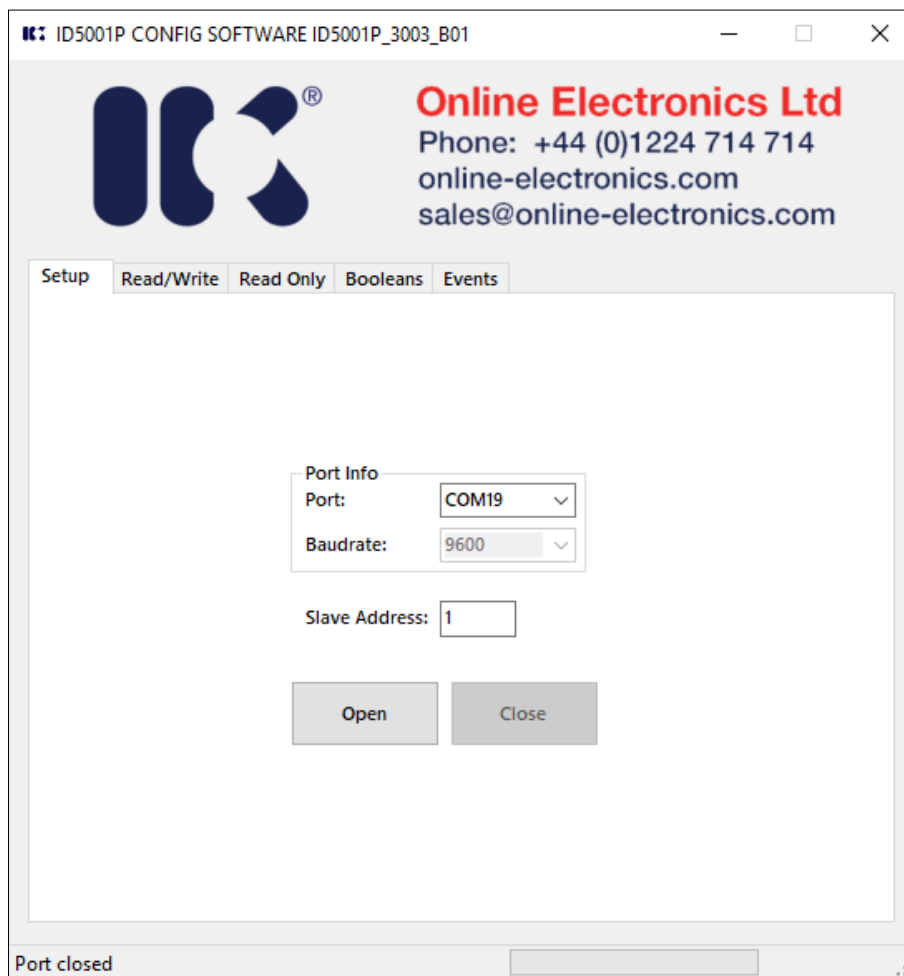 ID5001P CONFIG SOFTWARE ID5001P_3003_B01
®
Online Electronics Ltd
Phone: +44 (0)1224 714 714
online-electronics.com
sales@online-electronics.com
Setup Read/Write Read Only Booleans Events
Port Info
Port: COM19
Baudrate: 9600
Slave Address: 1
Open Close
Port closed